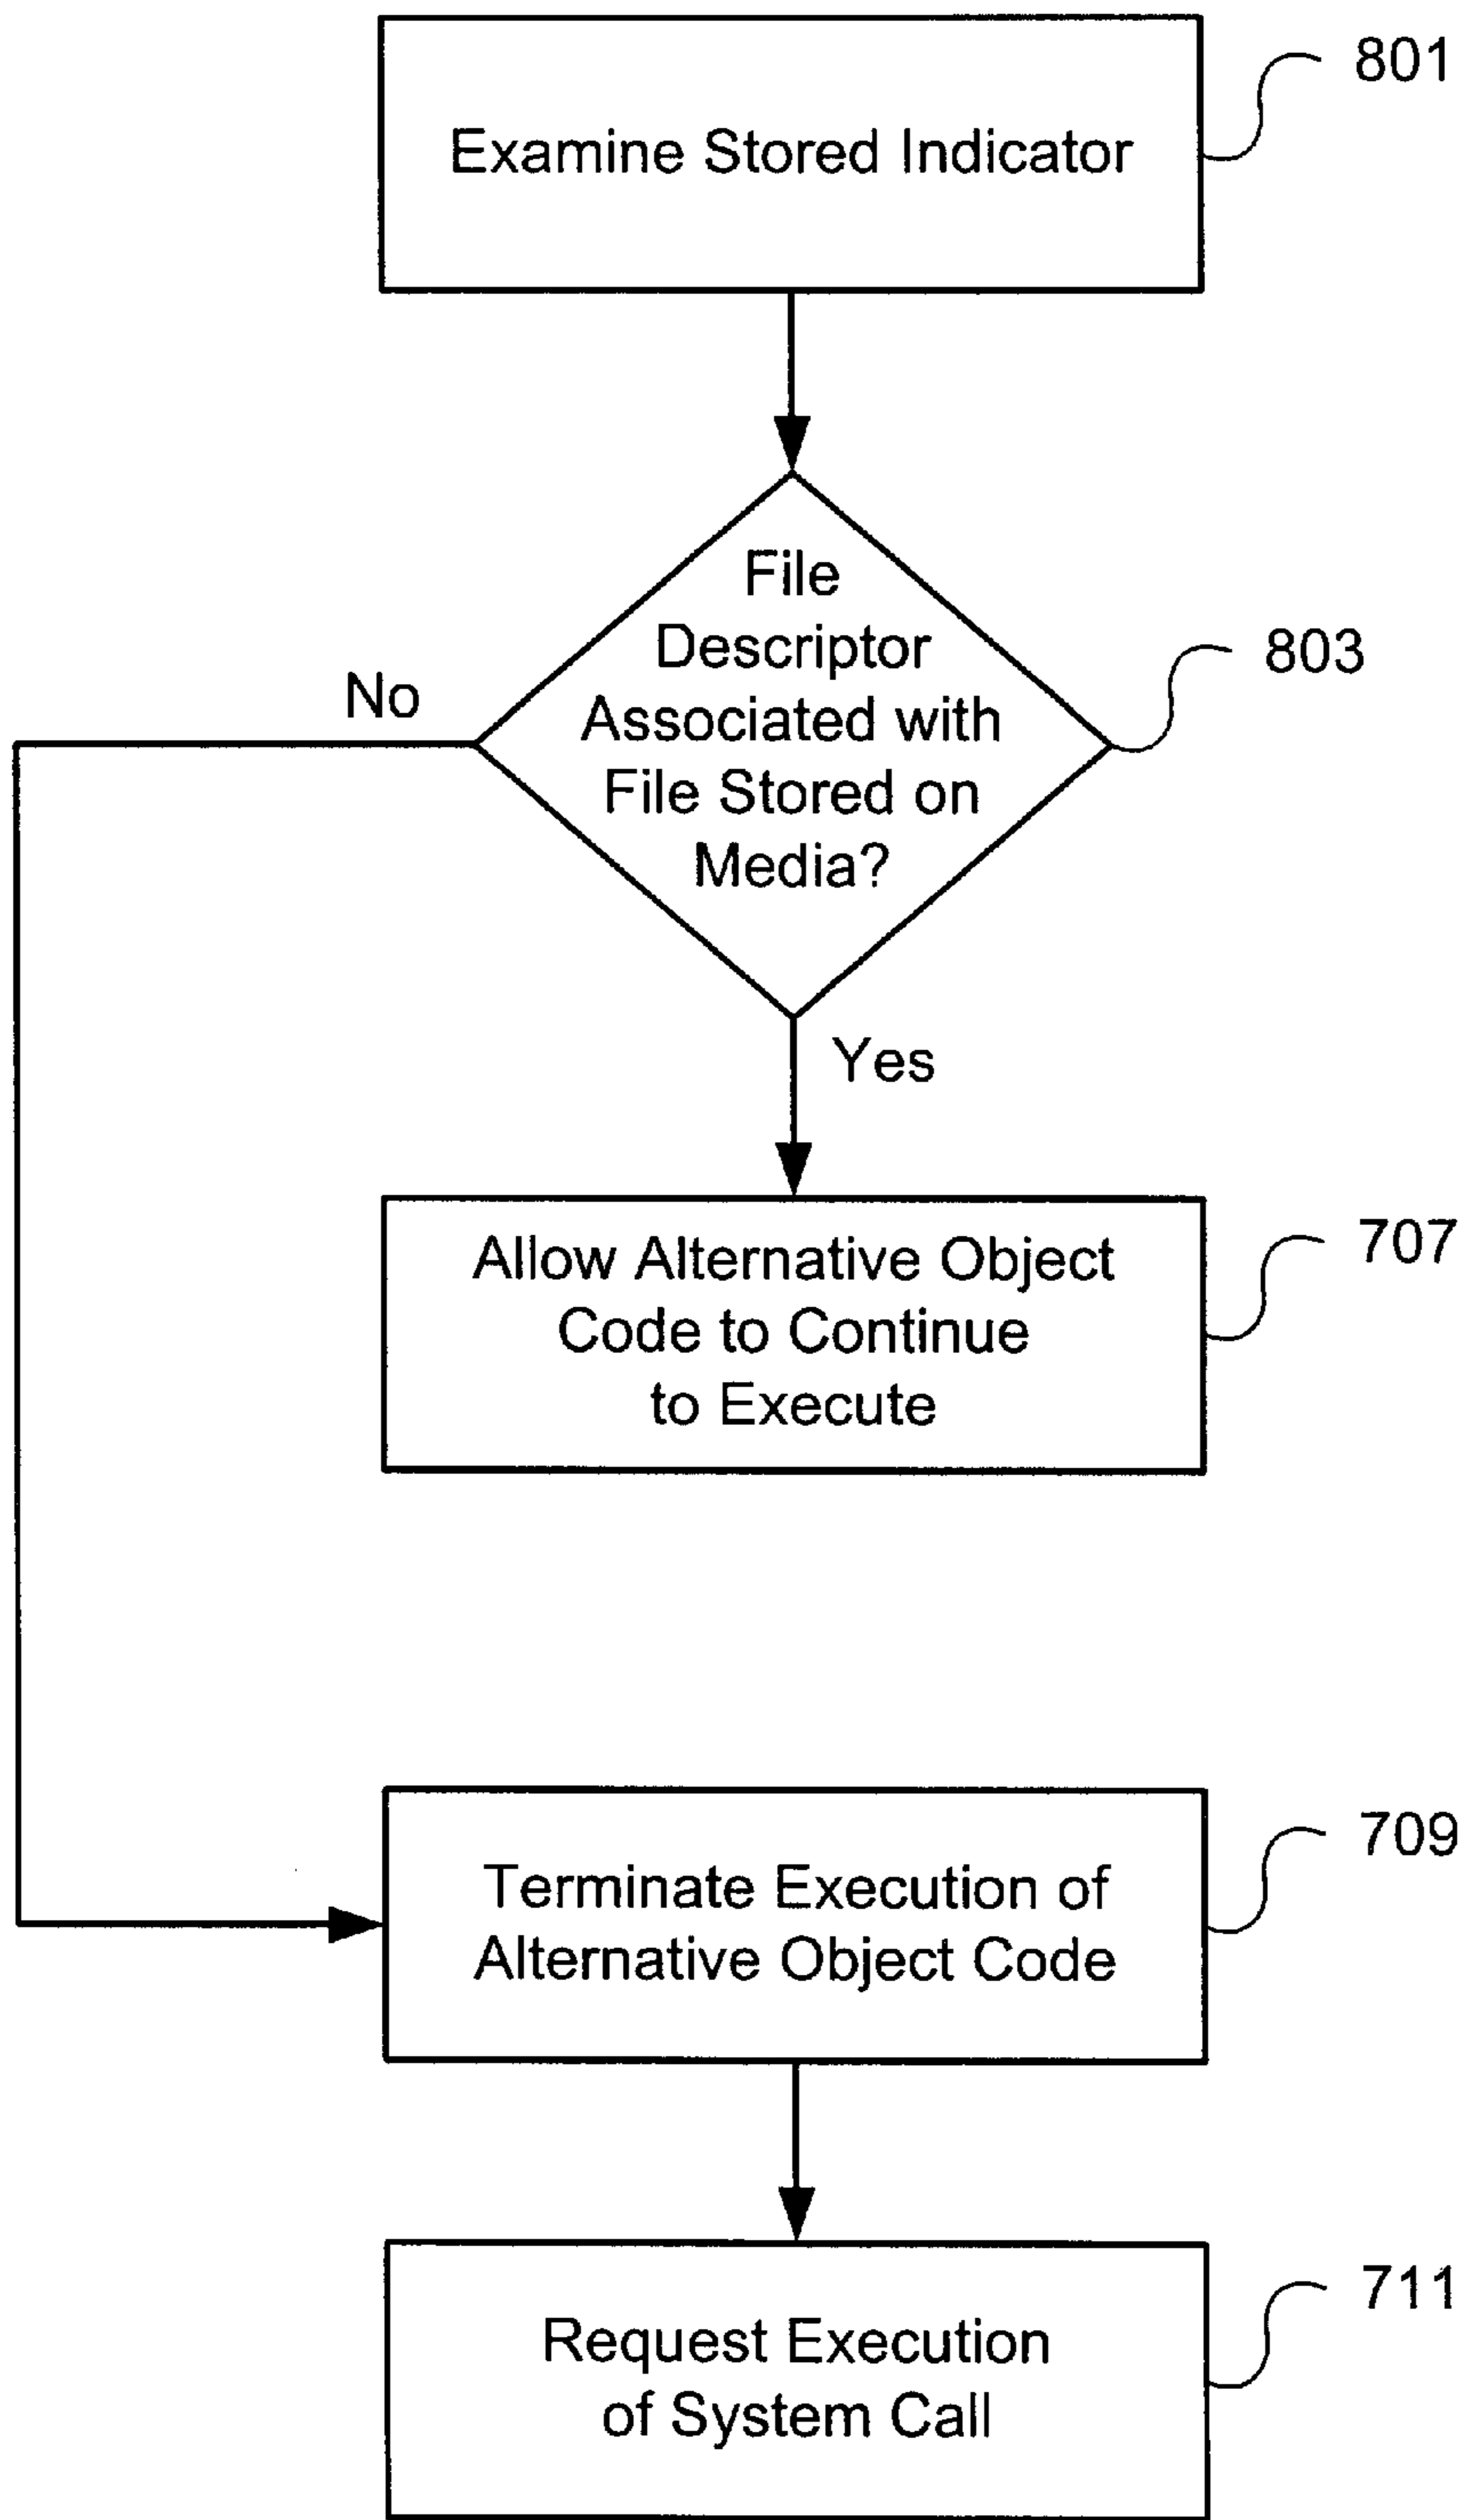 801
Examine Stored Indicator
File
Descriptor
Associated with
File Stored on
Media?
803
No
Yes
Allow Alternative Object
Code to Continue
to Execute
707
Terminate Execution of
Alternative Object Code
709
Request Execution
of System Call
711